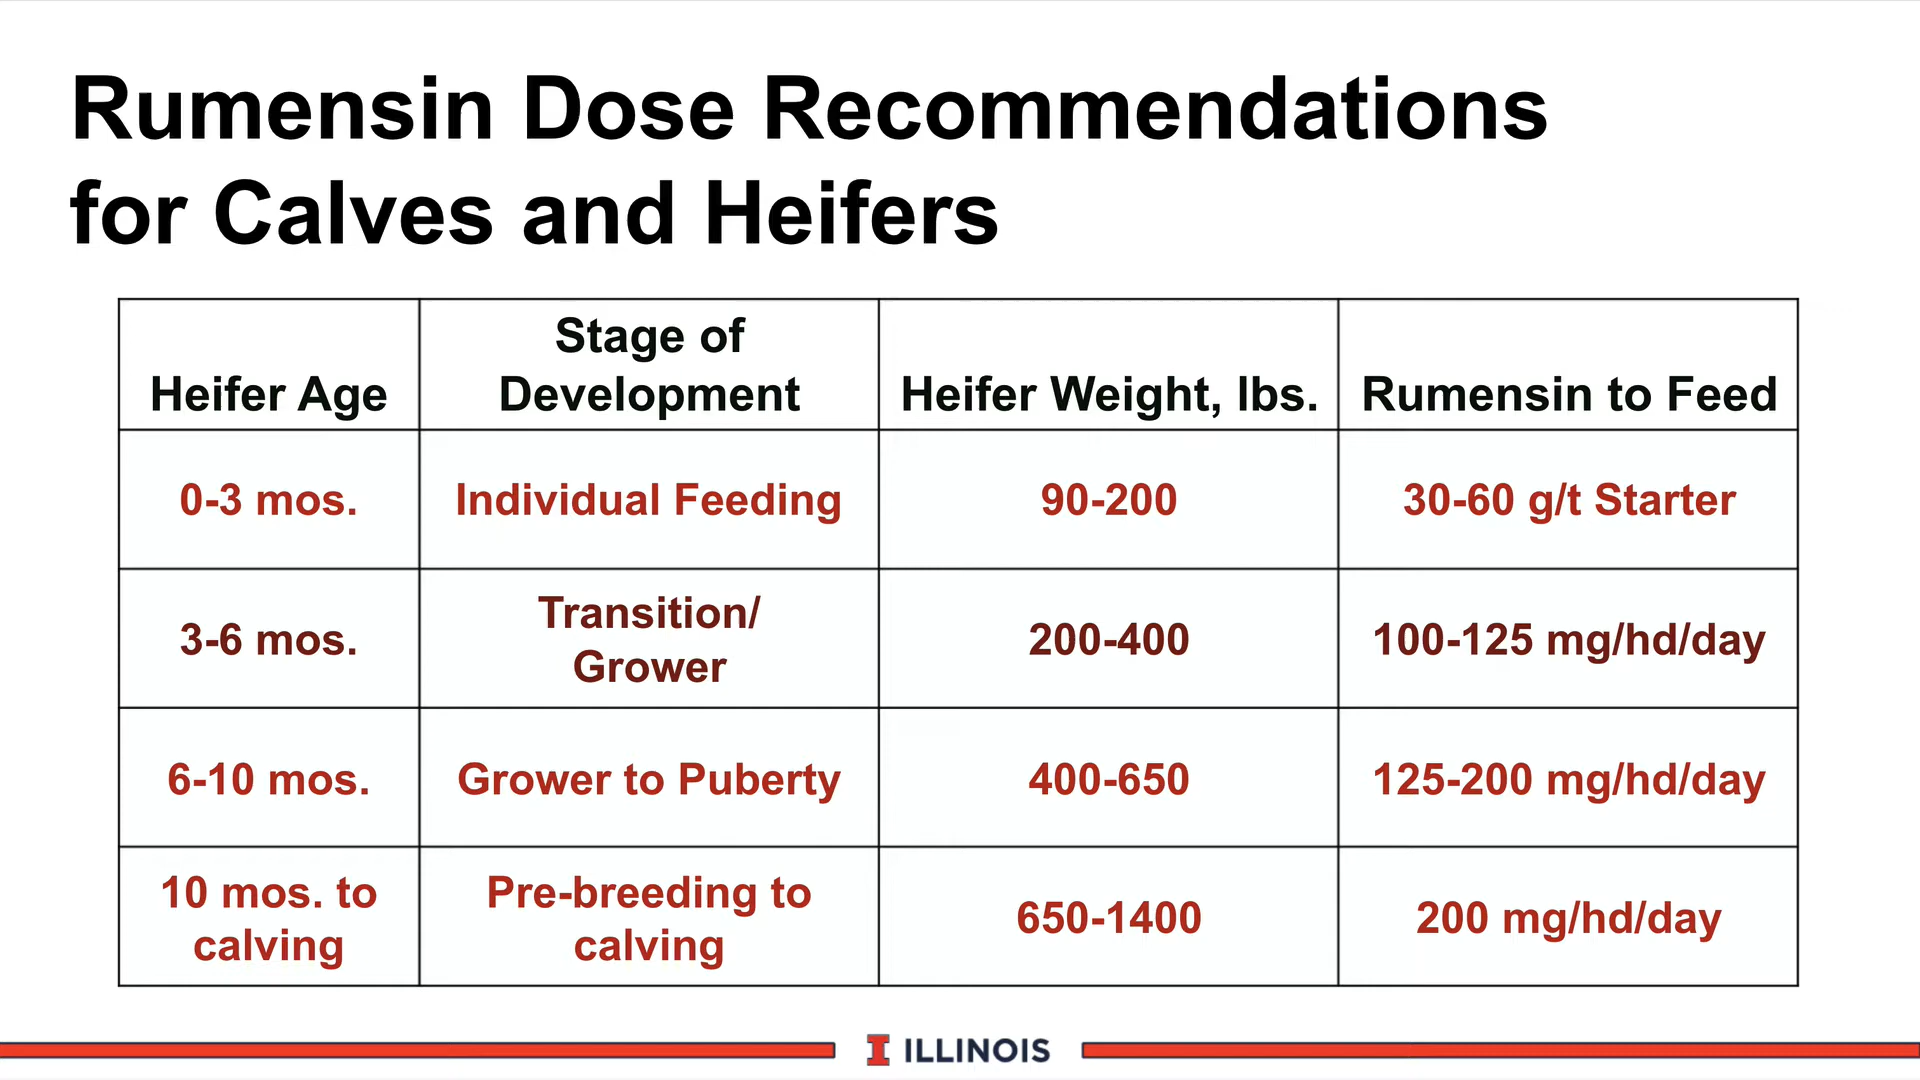 Rumensin Dose Recommendations
for Calves and Heifers
Heifer Age
Stage of
Development
Heifer Weight, lbs.
Rumensin to Feed
0-3 mos.
Individual Feeding
90-200
30-60 g/t Starter
3-6 mos.
Transition/
Grower
200-400
100-125 mg/hd/day
6-10 mos.
Grower to Puberty
400-650
125-200 mg/hd/day
10 mos. to
calving
Pre-breeding to
calving
650-1400
200 mg/hd/day
I ILLINOIS